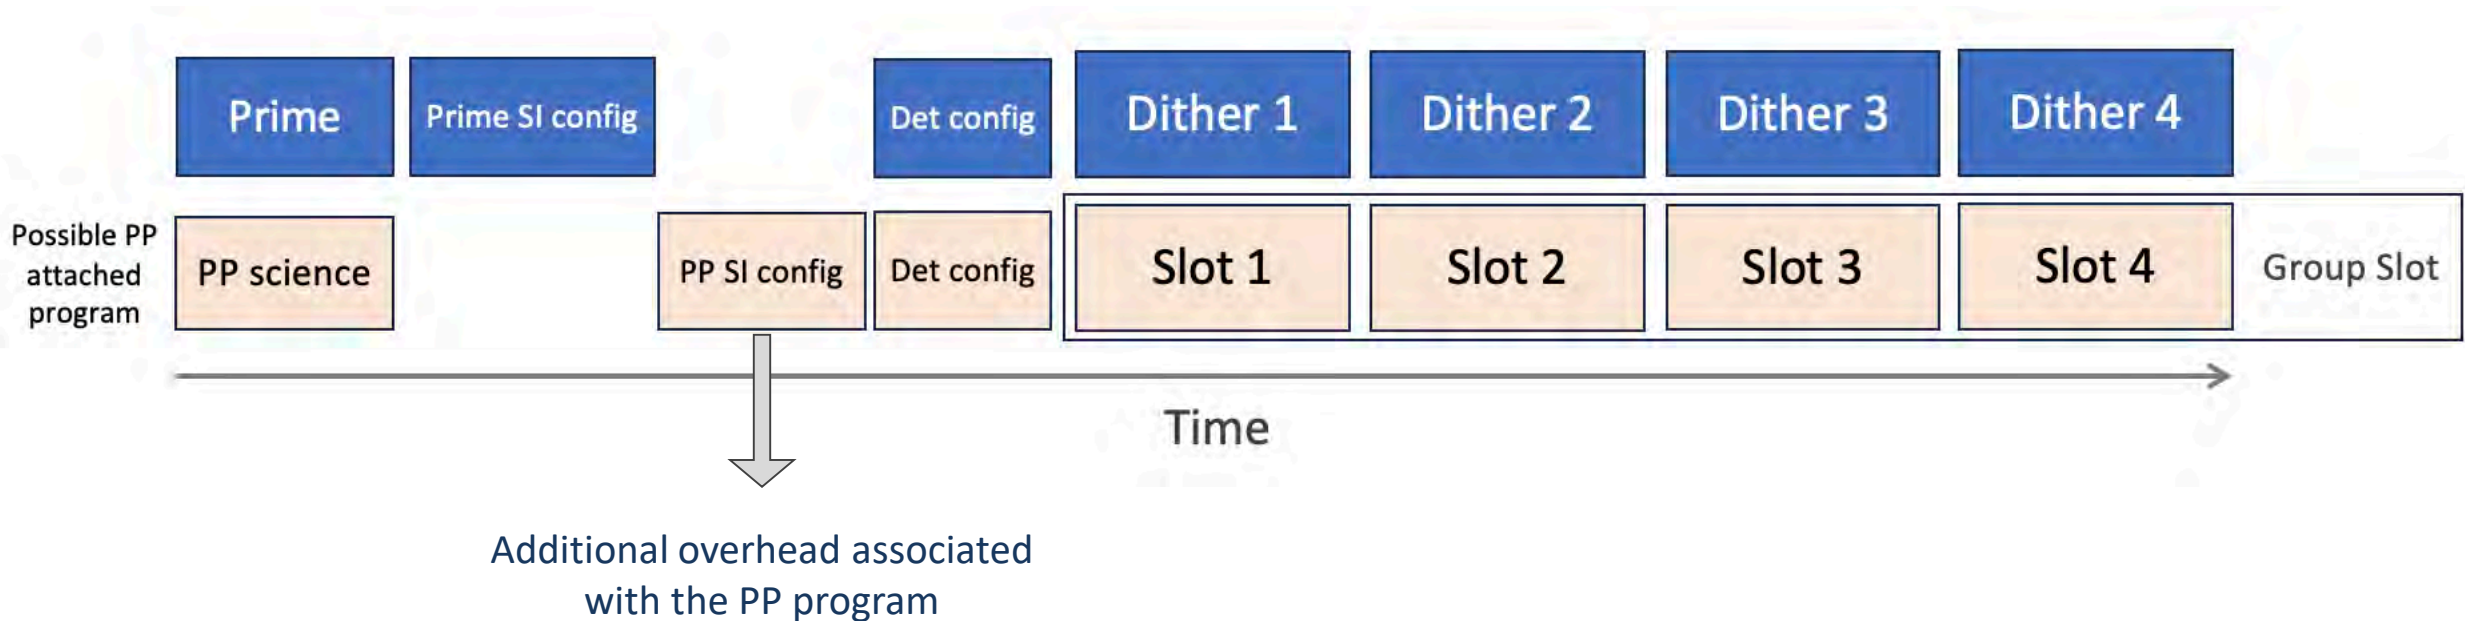 Prime
Prime SI config
Det config
Dither 1
Dither 2
Dither 3
Dither 4
Possible PP
attached
program
PP science
PP SI config
Det config
Slot 1
Slot 2
Slot 3
Slot 4
Group Slot
Time
Additional overhead associated
with the PP program